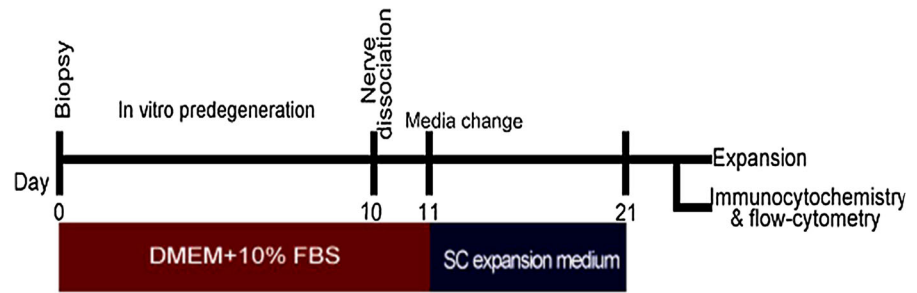 Biopsy
In vitro predegeneration
Nerve
dissociation
Media change
Expansion
Immunocytochemistry
& flow-cytometry
Day
0
10
11
21
DMEM+10% FBS
SC expansion medium